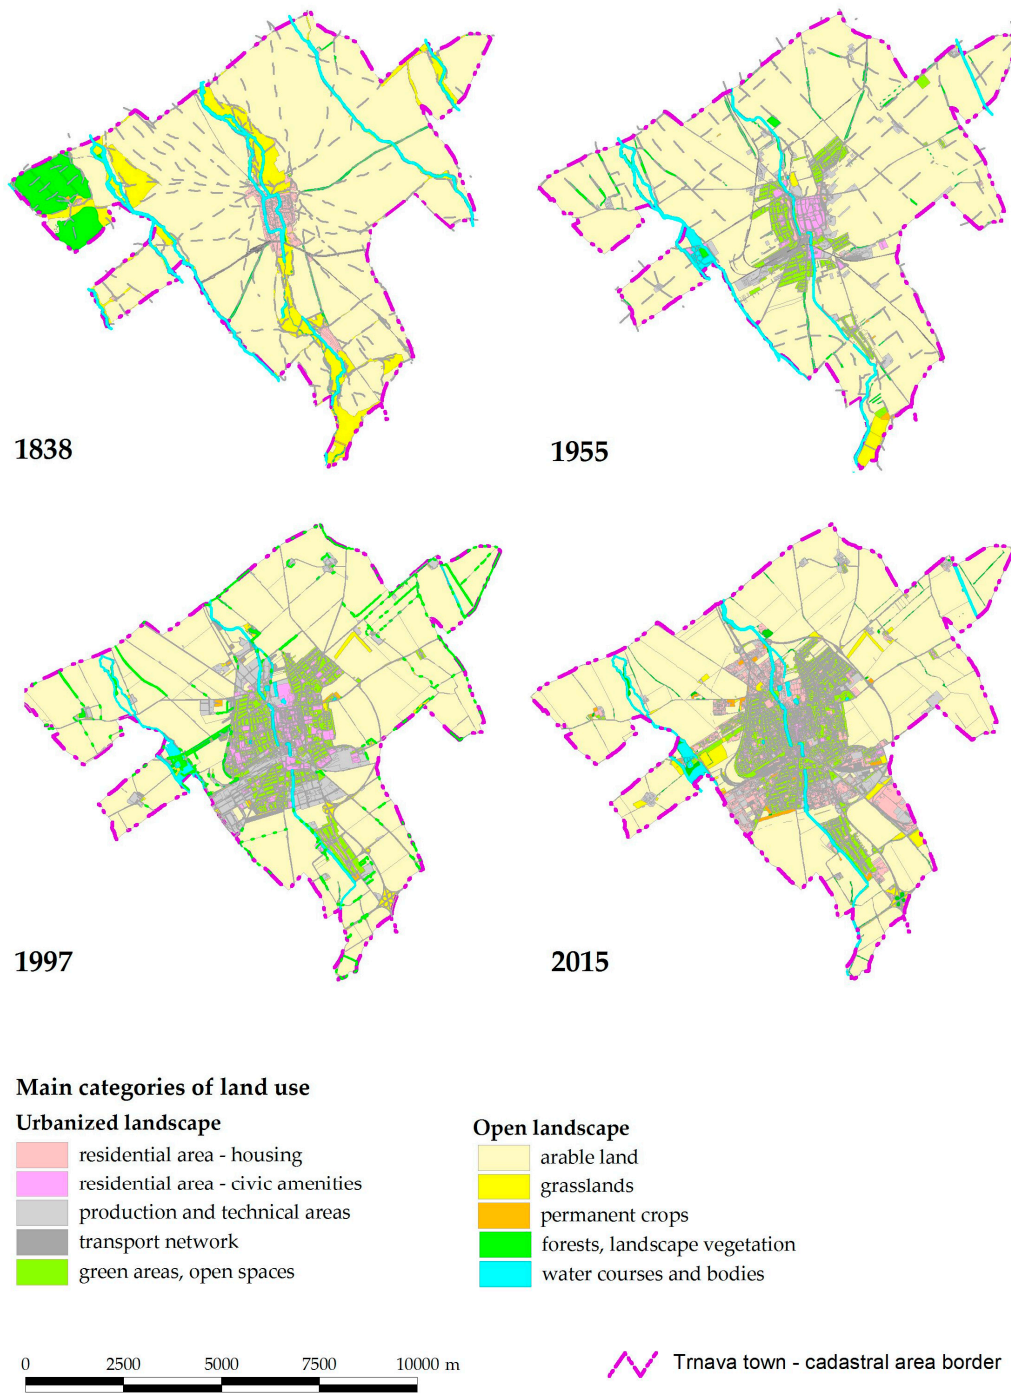 1838
1955
1997
2015
Main categories of land use
Urbanized landscape
residential area - housing
residential area - civic amenities
production and technical areas
transport network
green areas, open spaces
Open landscape
arable land
grasslands
permanent crops
forests, landscape vegetation
water courses and bodies
0 2500 5000 7500 10000 m
Trnava town - cadastral area border